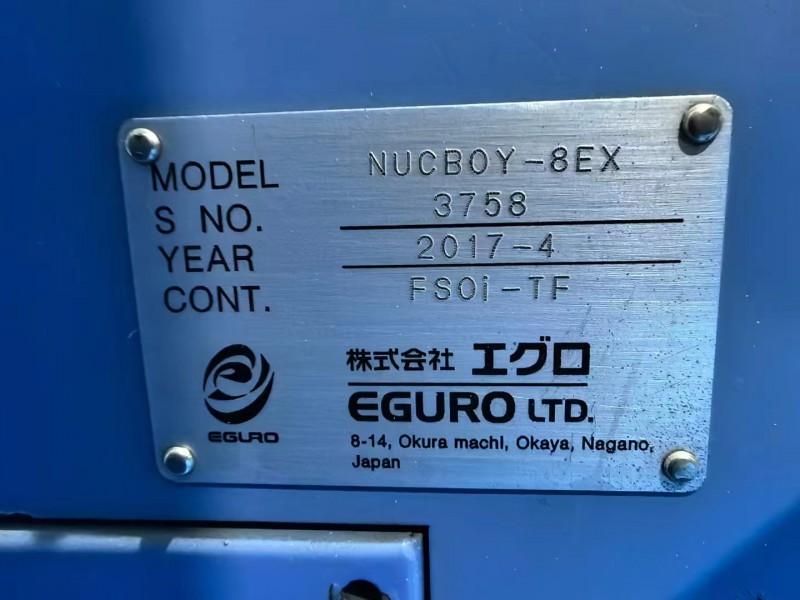 MODEL NUCBOY-8EX
S NO. 3758
YEAR 2017-4
CONT. FS0i-TF
株式会社 エグロ
EGURO LTD.
EGURO
8-14, Okura machi, Okaya, Nagano,
Japan